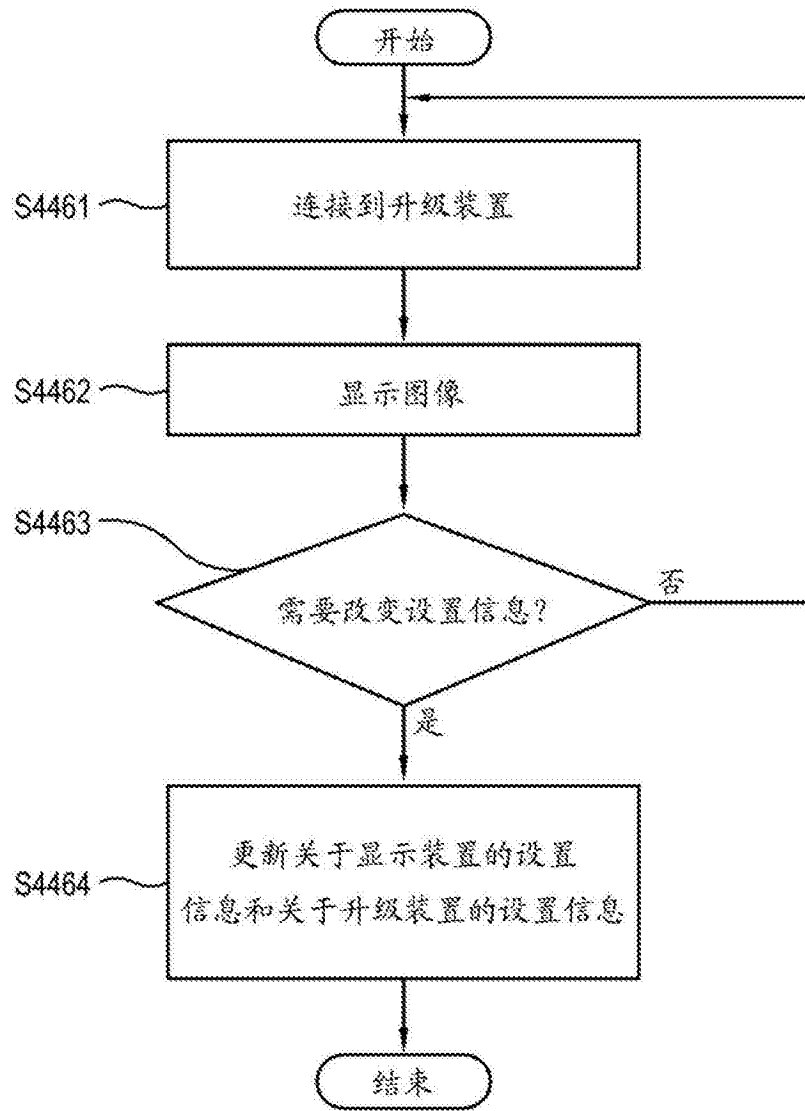 开始
S4461
连接到升级装置
S4462
显示图像
S4463
需要改变设置信息?
否
是
S4464
更新关于显示装置的设置
信息和关于升级装置的设置信息
结束